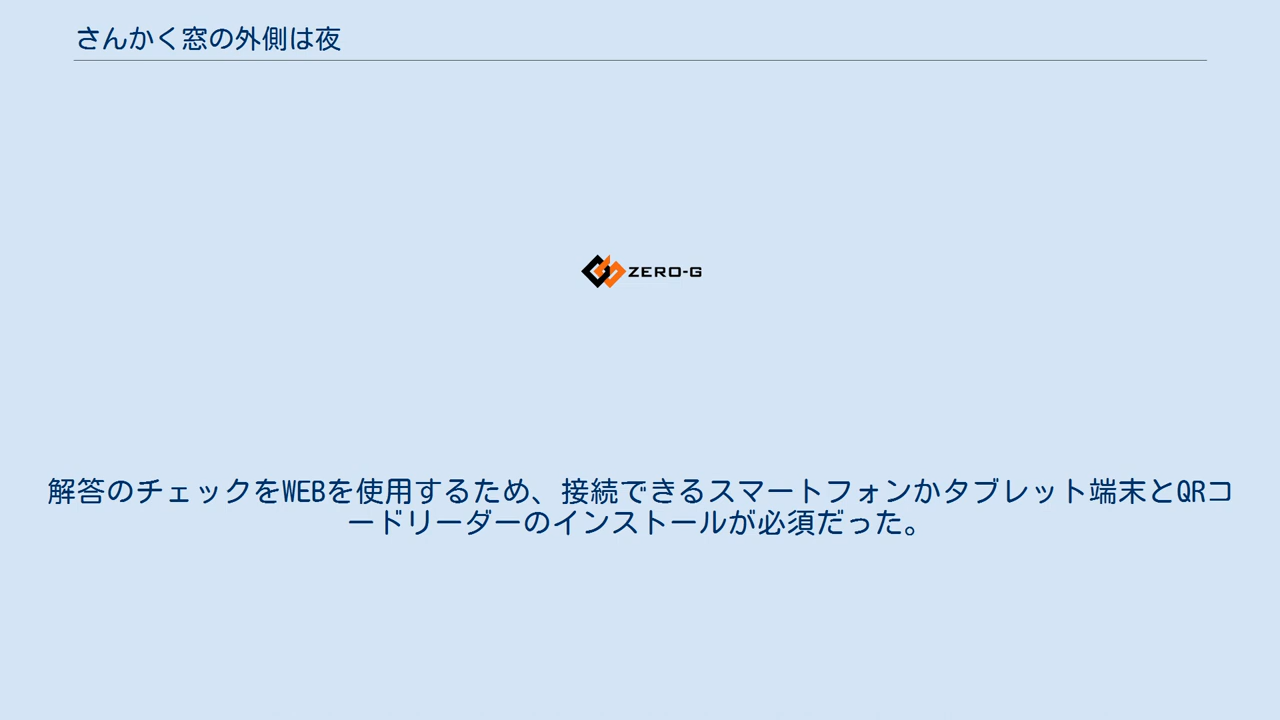 さんかく窓の外側は夜
ZERO-G
解答のチェックをWEBを使用するため、接続できるスマートフォンかタブレット端末とQRコ
ードリーダーのインストールが必須だった。